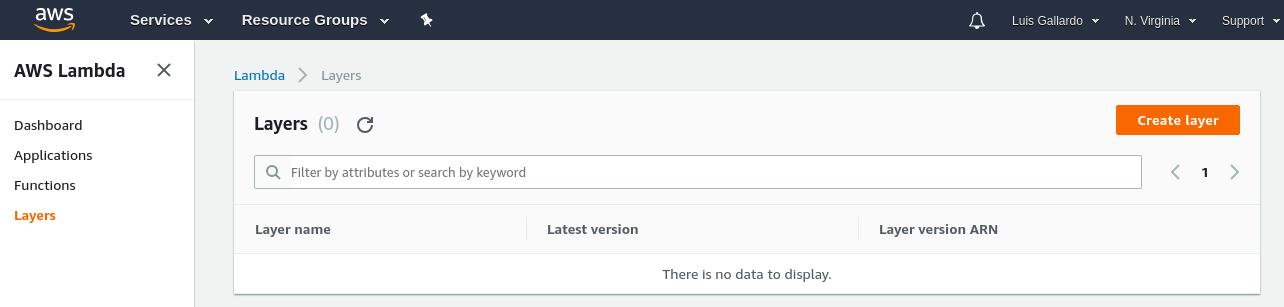 aws Services Resource Groups Luis Gallardo N. Virginia Support
AWS Lambda
Dashboard
Applications
Functions
Layers
Lambda Layers
Layers (0) Create layer
Filter by attributes or search by keyword 1
Layer name Latest version Layer version ARN
There is no data to display.